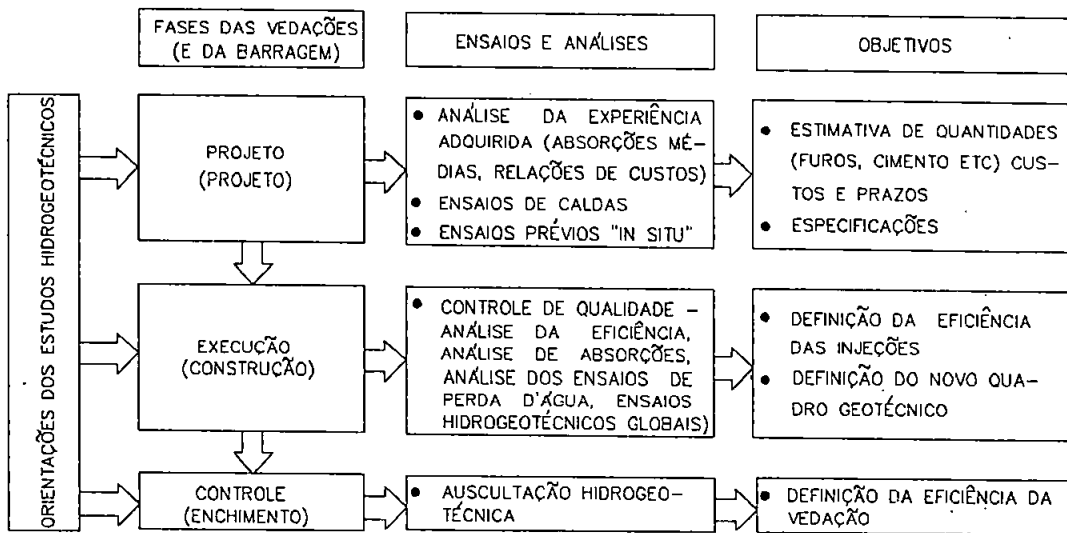 FASES DAS VEDAÇÕES
(E DA BARRAGEM)
ENSAIOS E ANÁLISES
OBJETIVOS
ORIENTAÇÕES DOS ESTUDOS HIDROGEOTÉCNICOS
PROJETO
(PROJETO)
• ANÁLISE DA EXPERIÊNCIA
ADQUIRIDA (ABSORÇÕES MÉ-
DIAS, RELAÇÕES DE CUSTOS)
• ENSAIOS DE CALDAS
• ENSAIOS PRÉVIOS "IN SITU"
• ESTIMATIVA DE QUANTIDADES
(FUROS, CIMENTO ETC) CUS-
TOS E PRAZOS
• ESPECIFICAÇÕES
EXECUÇÃO
(CONSTRUÇÃO)
• CONTROLE DE QUALIDADE –
ANÁLISE DA EFICIÊNCIA,
ANÁLISE DE ABSORÇÕES,
ANÁLISE DOS ENSAIOS DE
PERDA D'ÁGUA, ENSAIOS
HIDROGEOTÉCNICOS GLOBAIS)
• DEFINIÇÃO DA EFICIÊNCIA
DAS INJEÇÕES
• DEFINIÇÃO DO NOVO QUA-
DRO GEOTÉCNICO
CONTROLE
(ENCHIMENTO)
• AUSCULTAÇÃO HIDROGEO-
TÉCNICA
• DEFINIÇÃO DA EFICIÊNCIA DA
VEDAÇÃO